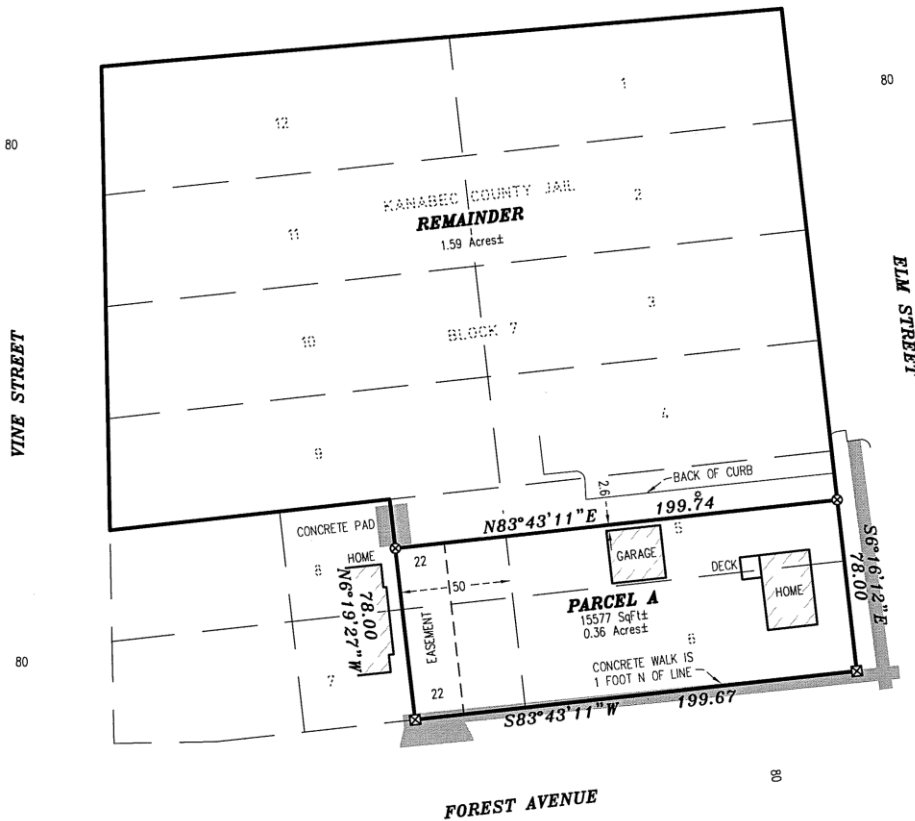 80
80
12
1
KANABEC COUNTY JAIL
REMAINDER
1.59 Acres±
11
2
10
BLOCK 7
3
VINE STREET
ELM STREET
9
4
BACK OF CURB
2.6
N83°43'11"E
199.74
CONCRETE PAD
HOME
8
22
50
GARAGE
5
DECK
HOME
S6°16'12"E
78.00
N6°19'27"W
78.00
EASEMENT
PARCEL A
15577 SqFt±
0.36 Acres±
6
7
22
CONCRETE WALK IS
1 FOOT N OF LINE
S83°43'11"W
199.67
80
80
FOREST AVENUE